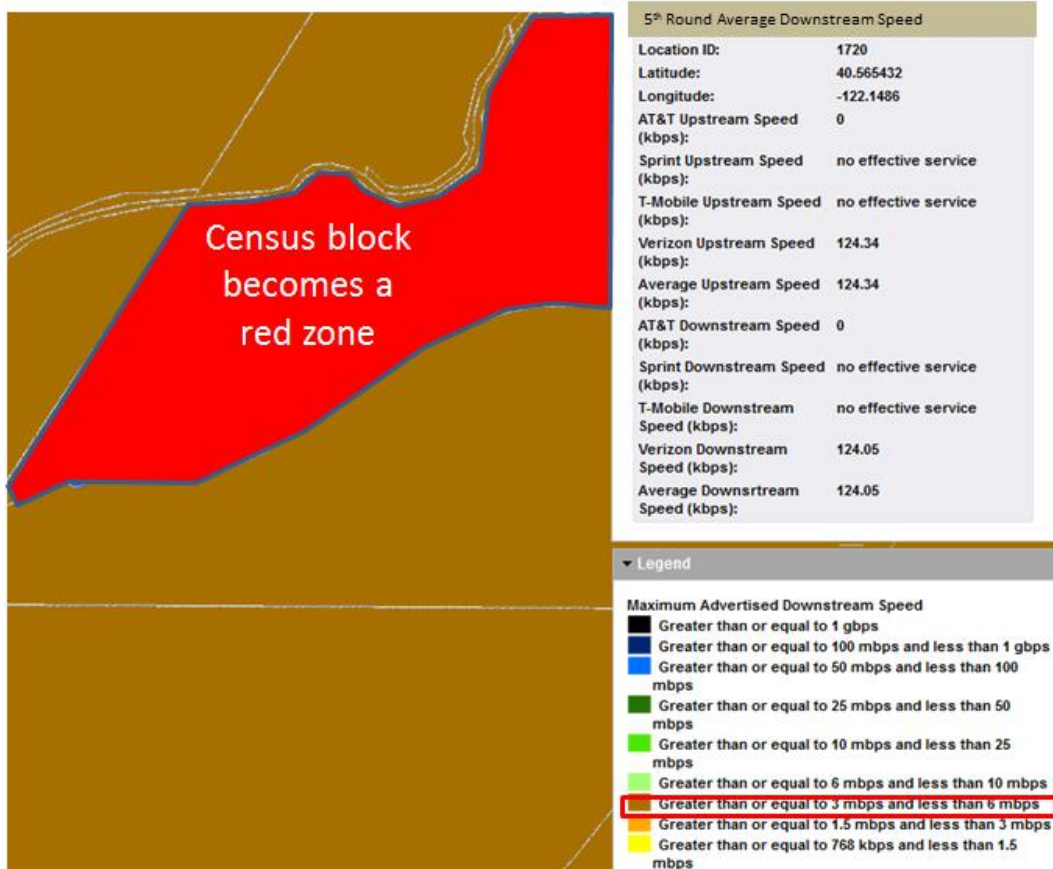 Census block
becomes a
red zone
5th Round Average Downstream Speed
Location ID: 1720
Latitude: 40.565432
Longitude: -122.1486
AT&T Upstream Speed 0
(kbps):
Sprint Upstream Speed no effective service
(kbps):
T-Mobile Upstream Speed no effective service
(kbps):
Verizon Upstream Speed 124.34
(kbps):
Average Upstream Speed 124.34
(kbps):
AT&T Downstream Speed 0
(kbps):
Sprint Downstream Speed no effective service
(kbps):
T-Mobile Downstream no effective service
Speed (kbps):
Verizon Downstream 124.05
Speed (kbps):
Average Downsrtream 124.05
Speed (kbps):
Legend
Maximum Advertised Downstream Speed
Greater than or equal to 1 gbps
Greater than or equal to 100 mbps and less than 1 gbps
Greater than or equal to 50 mbps and less than 100
mbps
Greater than or equal to 25 mbps and less than 50
mbps
Greater than or equal to 10 mbps and less than 25
mbps
Greater than or equal to 6 mbps and less than 10 mbps
Greater than or equal to 3 mbps and less than 6 mbps
Greater than or equal to 1.5 mbps and less than 3 mbps
Greater than or equal to 768 kbps and less than 1.5
mbps